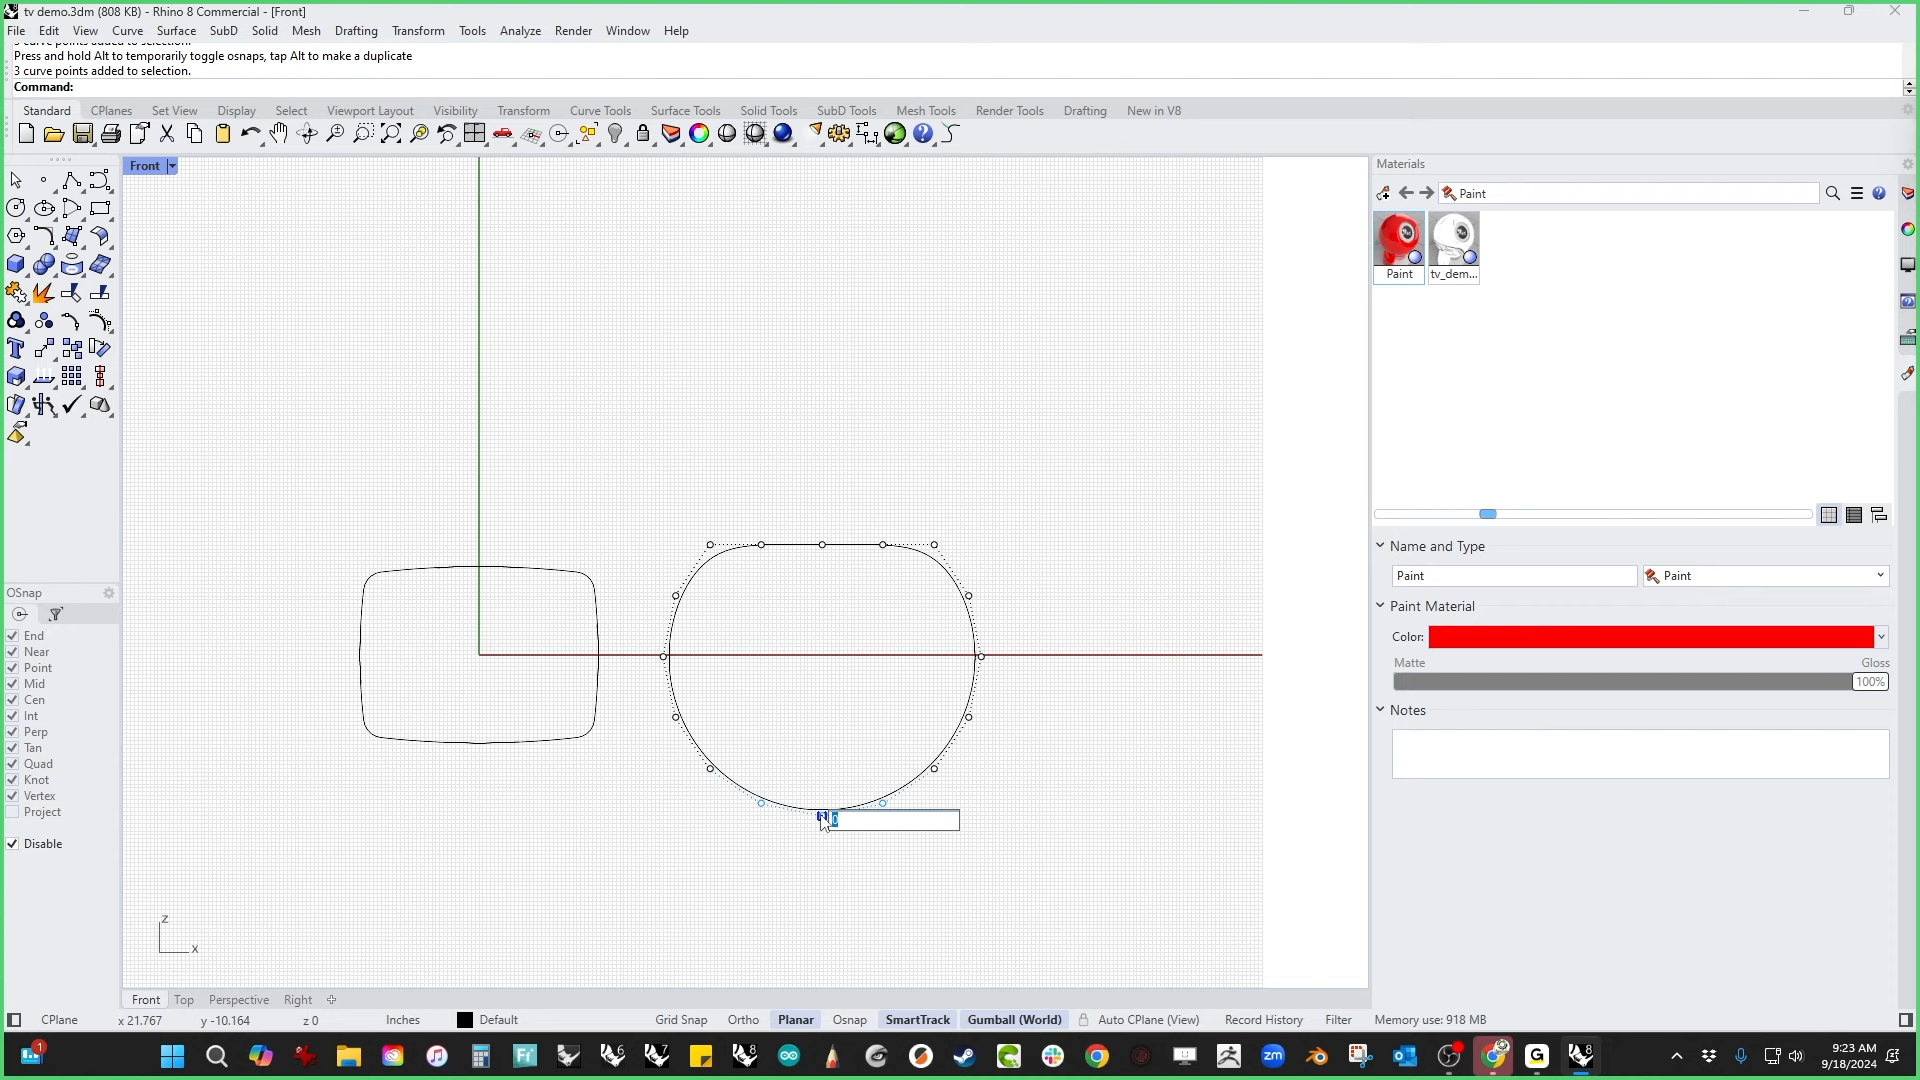 tv demo.3dm (808 KB) - Rhino 8 Commercial - [Front]
File Edit View Curve Surface SubD Solid Mesh Drafting Transform Tools Analyze Render Window Help
3 curve points added to selection.
Press and hold Alt to temporarily toggle osnaps, tap Alt to make a duplicate
3 curve points added to selection.
Command:
Standard CPlanes Set View Display Select Viewport Layout Visibility Transform Curve Tools Surface Tools Solid Tools SubD Tools Mesh Tools Render Tools Drafting New in V8
Front
Materials
Paint
Paint tv_dem...
Name and Type
Paint Paint
Paint Material
Color:
Matte Gloss
100%
Notes
OSnap
End
Near
Point
Mid
Cen
Int
Perp
Tan
Quad
Knot
Vertex
Project
Disable
0
z
x
Front Top Perspective Right
CPlane x 21.767 y -10.164 z 0 Inches Default Grid Snap Ortho Planar Osnap SmartTrack Gumball (World) Auto CPlane (View) Record History Filter Memory use: 918 MB
9:23 AM
9/18/2024